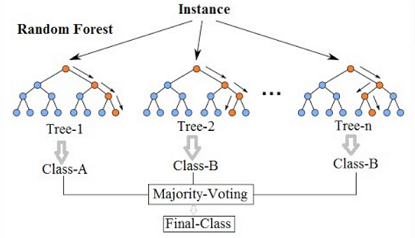 Instance
Random Forest
...
Tree-1
Tree-2
Tree-n
Class-A
Class-B
Class-B
Majority-Voting
Final-Class